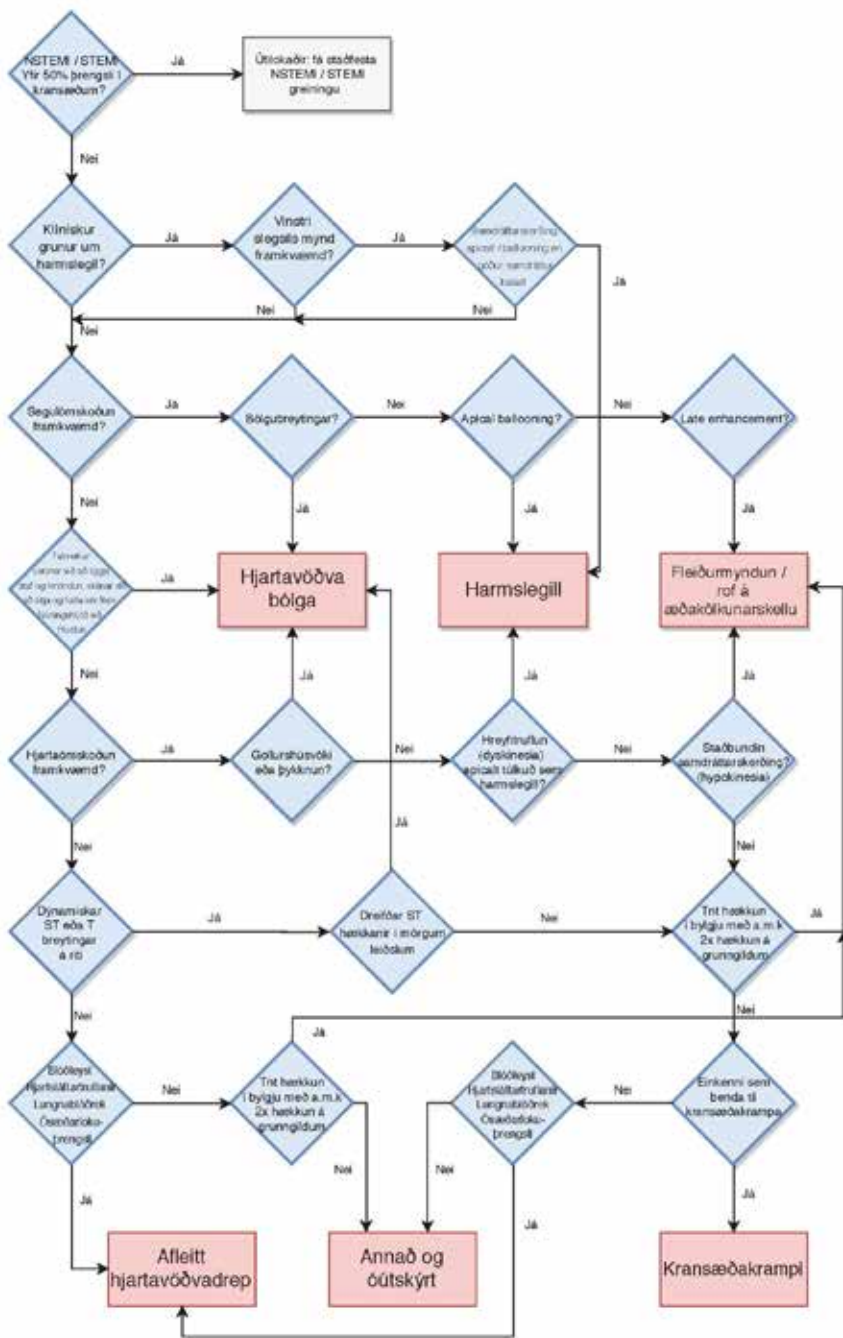 NSTEMI / STEMI
Yfir 50% þrengsli í
kransæðum?
Já
Útilokaðir: fá staðfesta
NSTEMI / STEMI
greiningu
Nei
Klínískur
grunur um
harmslegil?
Já
Vinstri
slegils mynd
framkvæmd?
Já
Já
Nei
Nei
Nei
Segulómskoðun
framkvæmd?
Já
Bólgubreytingar?
Nei
Apical ballooning?
Nei
Late enhancement?
Nei
Já
Já
Já
Já
Hjartavöðva
bólga
Harmslegill
Fleiðurmyndun /
rof á
æðakölkunarskellu
Nei
Já
Já
Já
Hjartaómskoðun
framkvæmd?
Já
Gollurshúsvökvi
eða þykknun?
Nei
Hreyfitruflun
(dyskinesia)
apicalt túlkuð sem
harmslegill?
Nei
Staðbundin
samdráttarskerðing?
(hypokinesia)
Já
Nei
Nei
Dýnamískar
ST eða T
breytingar
á riti
Já
Dreifðar ST
hækkanir í mörgum
leiðslum
Nei
Tnt hækkun
í bylgju með a.m.k
2x hækkun á
grunngildum
Já
Nei
Já
Nei
Blóðleysi
Hjartsláttartruflanir
Lungnablóðrek
Ósæðarloku-
þrengsli
Nei
Tnt hækkun
í bylgju með a.m.k
2x hækkun á
grunngildum
Blóðleysi
Hjartsláttartruflanir
Lungnablóðrek
Ósæðarloku-
þrengsli
Nei
Einkenni sem
benda til
kransæðakrampa
Já
Nei
Nei
Já
Já
Afleitt
hjartavöðvadrep
Annað og
óútskýrt
Kransæðakrampi